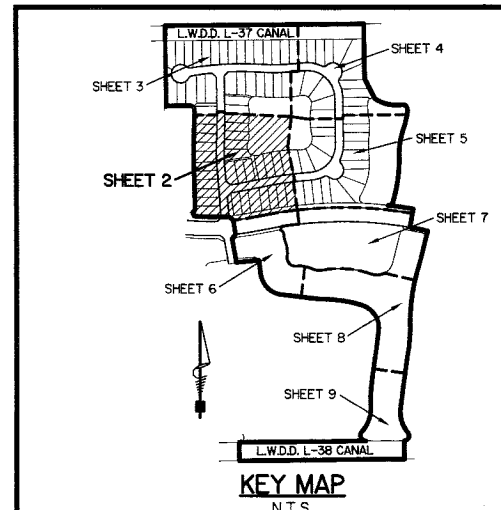 L.W.D.D. L-37 CANAL
SHEET 4
SHEET 3
SHEET 5
SHEET 2
SHEET 7
SHEET 6
SHEET 8
SHEET 9
L.W.D.D. L-38 CANAL
KEY MAP
N.T.S.